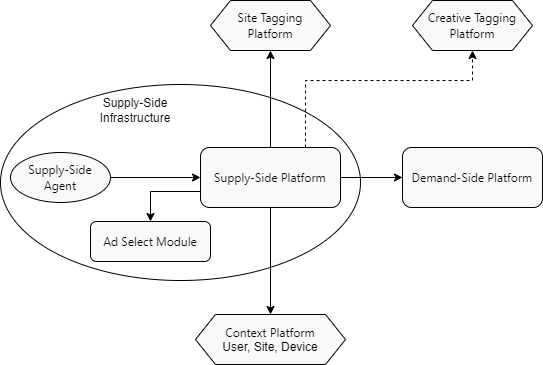 Site Tagging
Platform
Creative Tagging
Platform
Supply-Side
Infrastructure
Supply-Side
Agent
Supply-Side Platform
Demand-Side Platform
Ad Select Module
Context Platform
User, Site, Device